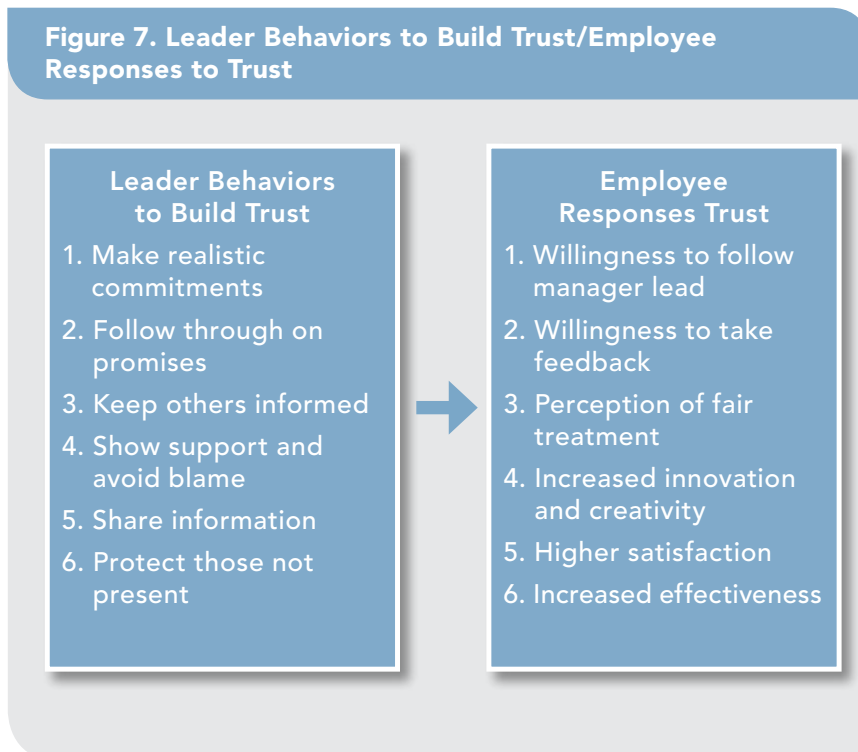 Figure 7. Leader Behaviors to Build Trust/Employee
Responses to Trust
Leader Behaviors
to Build Trust
1. Make realistic
commitments
2. Follow through on
promises
3. Keep others informed
4. Show support and
avoid blame
5. Share information
6. Protect those not
present
Employee
Responses Trust
1. Willingness to follow
manager lead
2. Willingness to take
feedback
3. Perception of fair
treatment
4. Increased innovation
and creativity
5. Higher satisfaction
6. Increased effectiveness